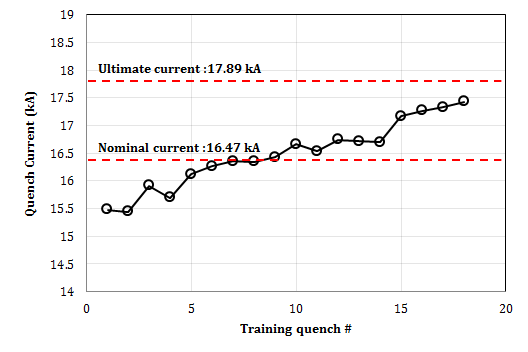 19
18.5
Ultimate current :17.89 kA
18
17.5
17
Nominal current :16.47 kA
16.5
16
15.5
15
14.5
14
Quench Current (kA)
0 5 10 15 20
Training quench #